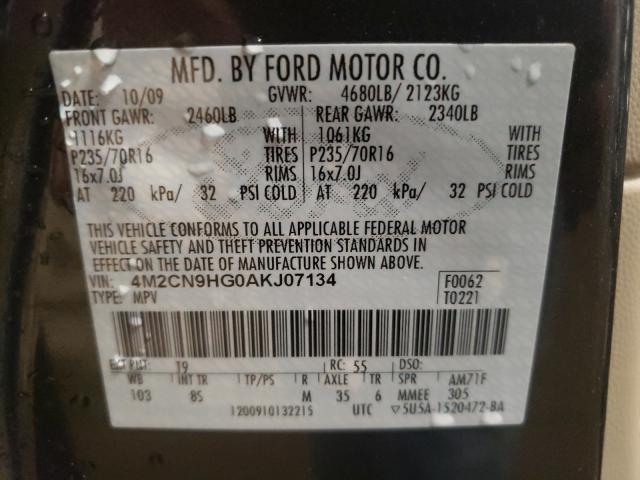 MFD. BY FORD MOTOR CO.
DATE: 10/09 GVWR: 4680LB/ 2123KG
FRONT GAWR: 2460LB REAR GAWR: 2340LB
1116KG WITH 1061KG WITH
P235/70R16 TIRES P235/70R16 TIRES
16x7.0J RIMS 16x7.0J RIMS
AT 220 kPa/ 32 PSI COLD AT 220 kPa/ 32 PSI COLD
THIS VEHICLE CONFORMS TO ALL APPLICABLE FEDERAL MOTOR
VEHICLE SAFETY AND THEFT PREVENTION STANDARDS IN
EFFECT ON THE DATE OF MANUFACTURE SHOWN ABOVE.
VIN: 4M2CN9HG0AKJ07134 F0062
TYPE: MPV T0221
EXT PNT: T9 RC: 55 DSO:
WB INT TR TP/PS R AXLE TR SPR AM71F
103 8S M 35 6 MMEE 305
1200910132215 UTC ▽5U5A-1520472-BA